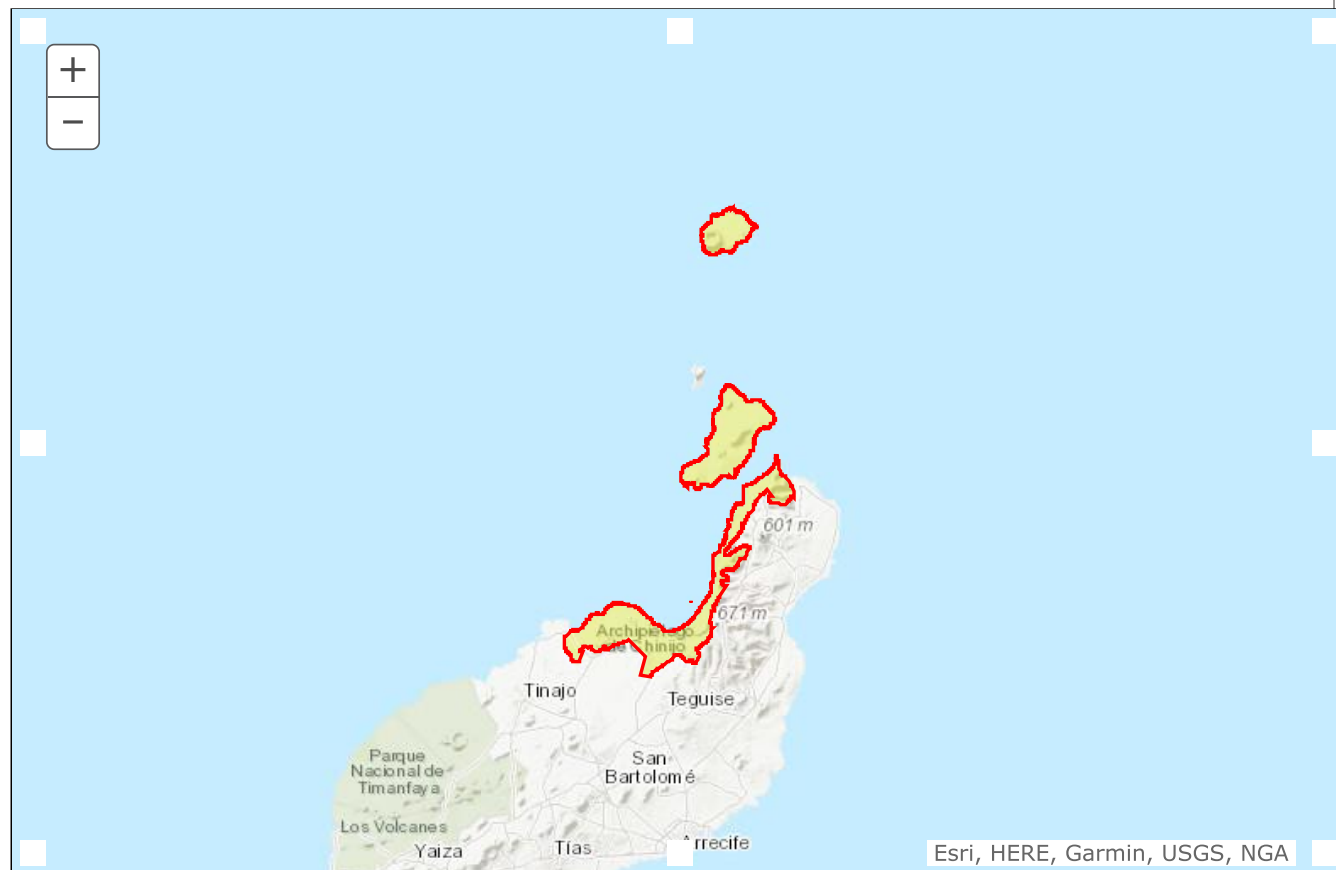 +
−
601 m
671 m
Archipiélago
de Chinijo
Tinajo
Teguise
Parque
Nacional de
Timanfaya
San
Bartolomé
Los Volcanes
Yaiza
Tías
Arrecife
Esri, HERE, Garmin, USGS, NGA